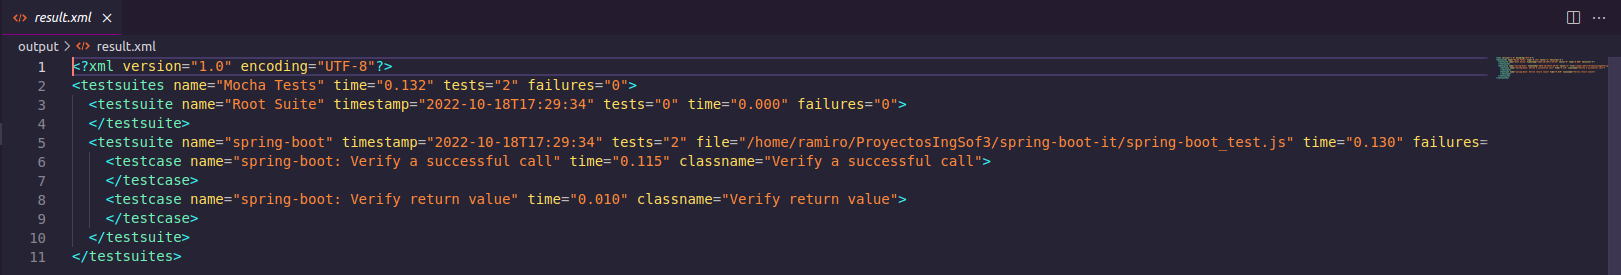 result.xml
output > result.xml
1 <?xml version="1.0" encoding="UTF-8"?>
2 <testsuites name="Mocha Tests" time="0.132" tests="2" failures="0">
3   <testsuite name="Root Suite" timestamp="2022-10-18T17:29:34" tests="0" time="0.000" failures="0">
4   </testsuite>
5   <testsuite name="spring-boot" timestamp="2022-10-18T17:29:34" tests="2" file="/home/ramiro/ProyectosIngSof3/spring-boot-it/spring-boot_test.js" time="0.130" failures=
6     <testcase name="spring-boot: Verify a successful call" time="0.115" classname="Verify a successful call">
7     </testcase>
8     <testcase name="spring-boot: Verify return value" time="0.010" classname="Verify return value">
9     </testcase>
10   </testsuite>
11 </testsuites>